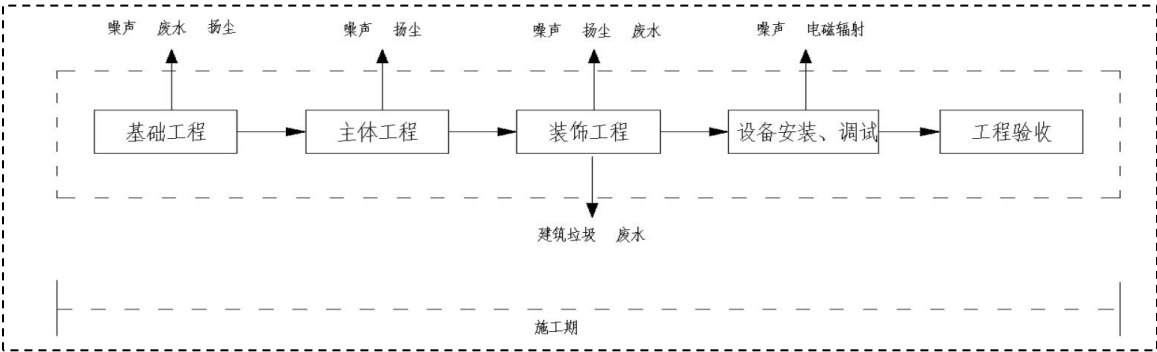 噪声 废水 扬尘 噪声 扬尘 噪声 扬尘 废水 噪声 电磁辐射
基础工程 主体工程 装饰工程 设备安装、调试 工程验收
建筑垃圾 废水
施工期